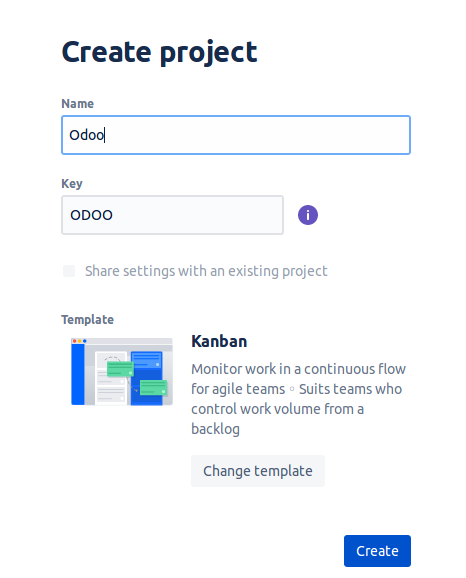 Create project
Name
Odoo
Key
ODOO
i
Share settings with an existing project
Template
Kanban
Monitor work in a continuous flow
for agile teams ◦ Suits teams who
control work volume from a
backlog
Change template
Create